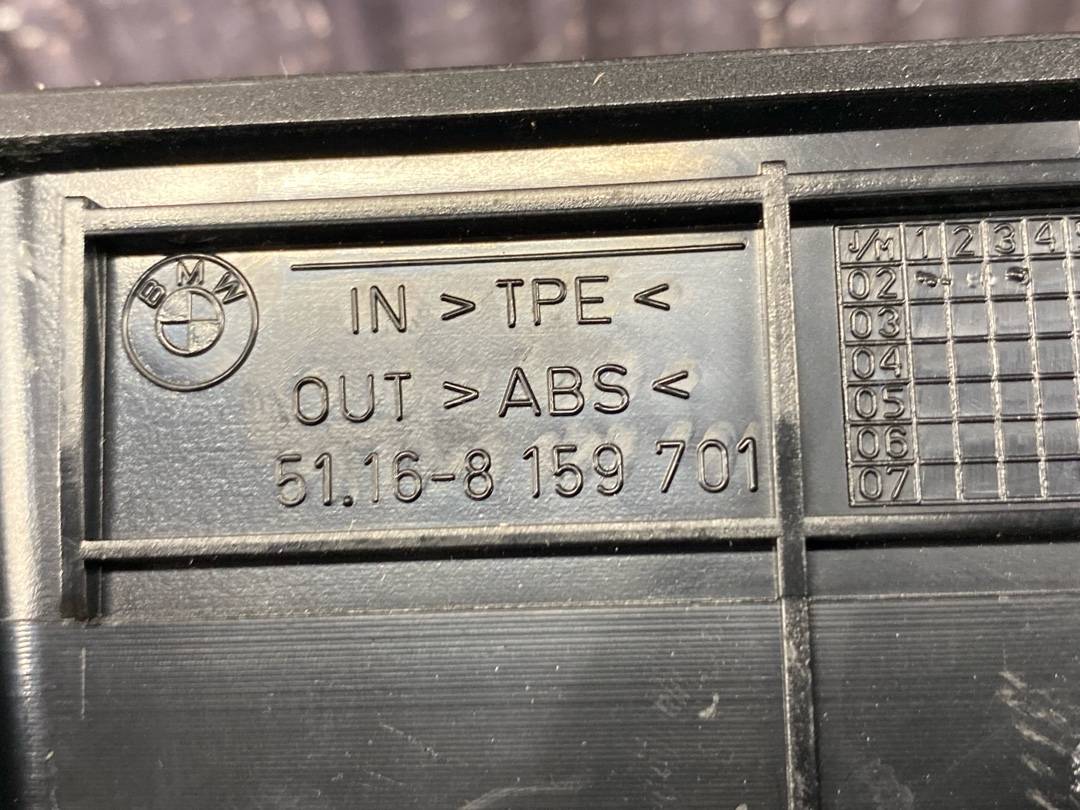 BMW
IN >TPE<
OUT >ABS<
51.16-8 159 701
J/M 1 2 3 4
02
03
04
05
06
07